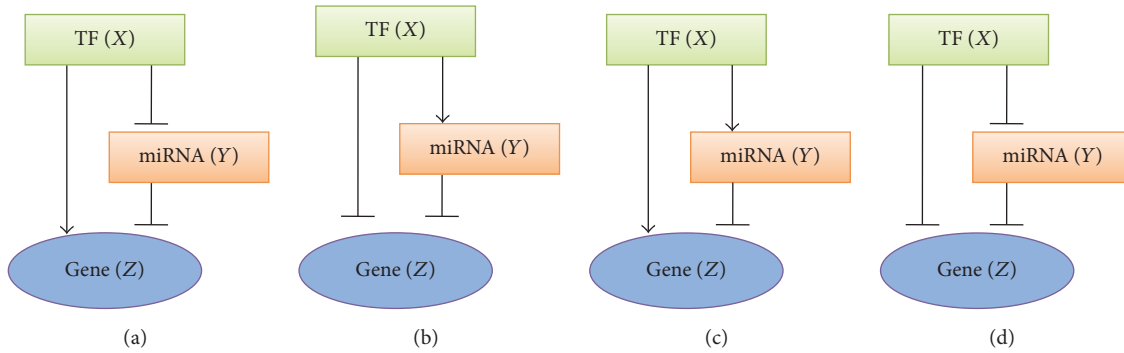 TF (X)
miRNA (Y)
Gene (Z)
(a)
TF (X)
miRNA (Y)
Gene (Z)
(b)
TF (X)
miRNA (Y)
Gene (Z)
(c)
TF (X)
miRNA (Y)
Gene (Z)
(d)